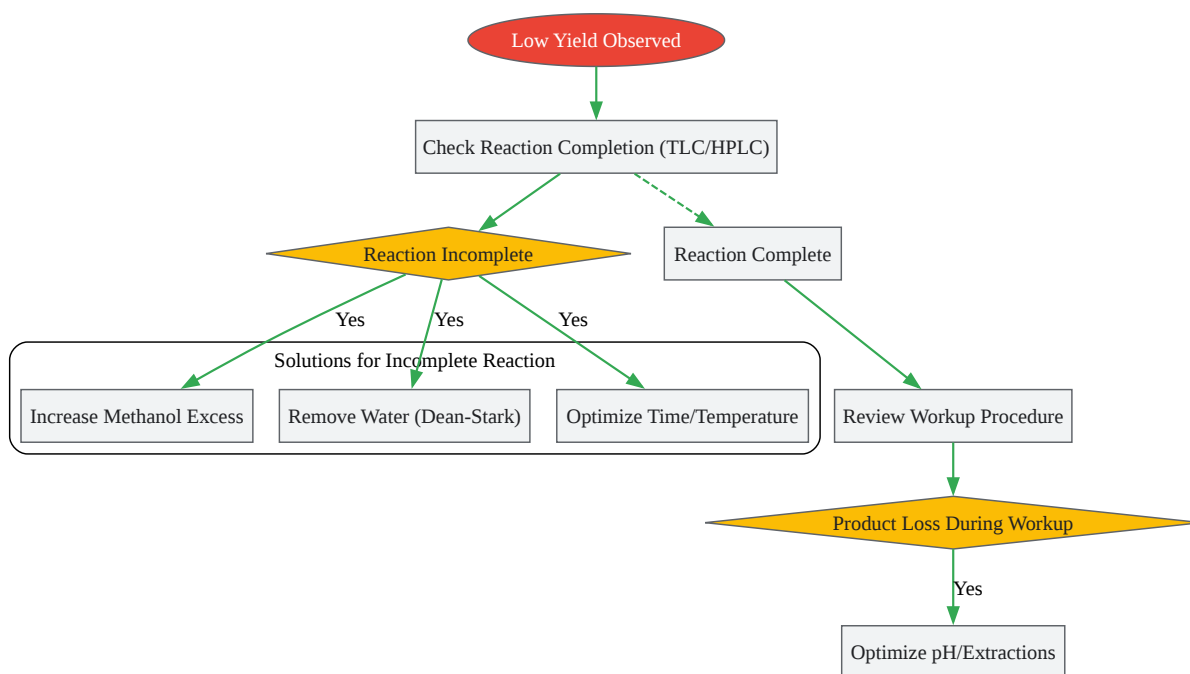 Low Yield Observed
Check Reaction Completion (TLC/HPLC)
Reaction Incomplete
Reaction Complete
Yes
Yes
Yes
Solutions for Incomplete Reaction
Increase Methanol Excess
Remove Water (Dean-Stark)
Optimize Time/Temperature
Review Workup Procedure
Product Loss During Workup
Yes
Optimize pH/Extractions